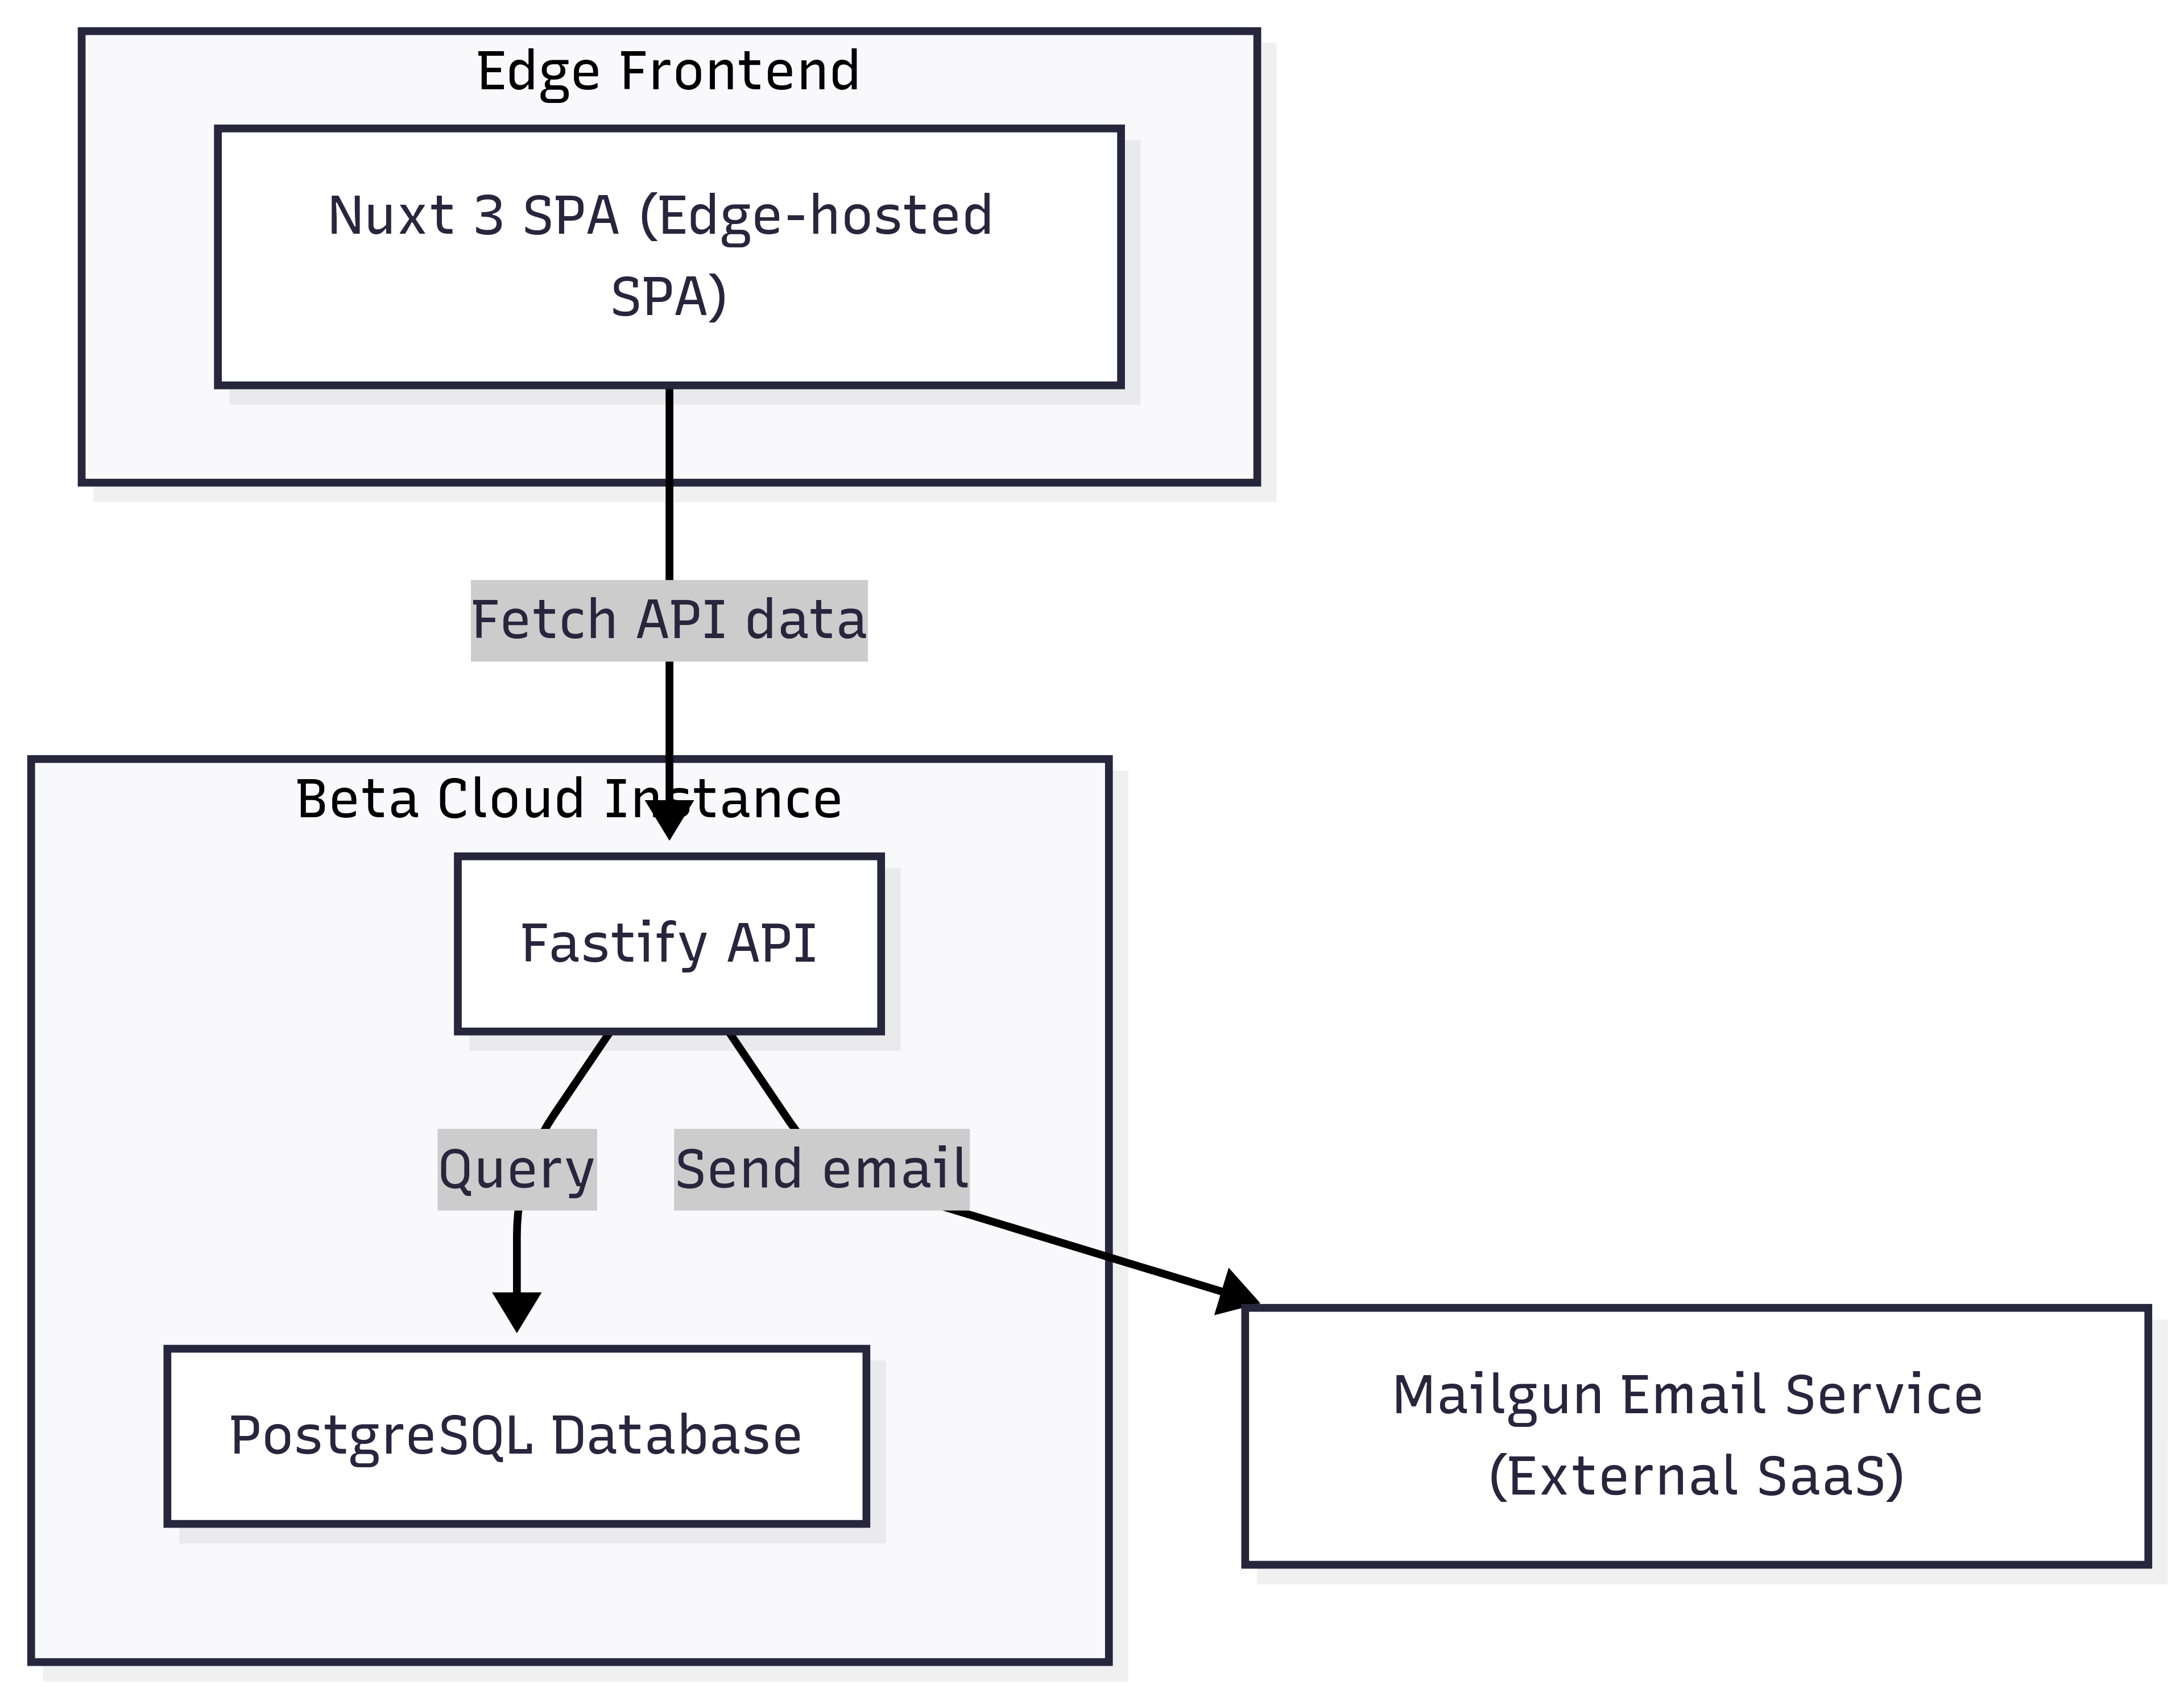 Edge Frontend
Nuxt 3 SPA (Edge-hosted
SPA)
Fetch API data
Beta Cloud Instance
Fastify API
Query
Send email
PostgreSQL Database
Mailgun Email Service
(External SaaS)